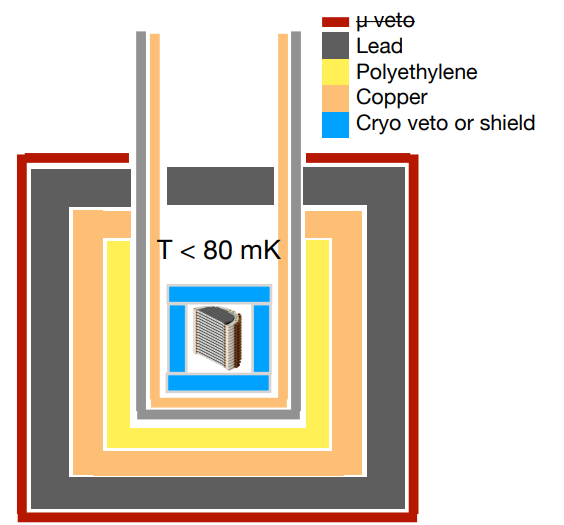 μ veto
Lead
Polyethylene
Copper
Cryo veto or shield
T < 80 mK